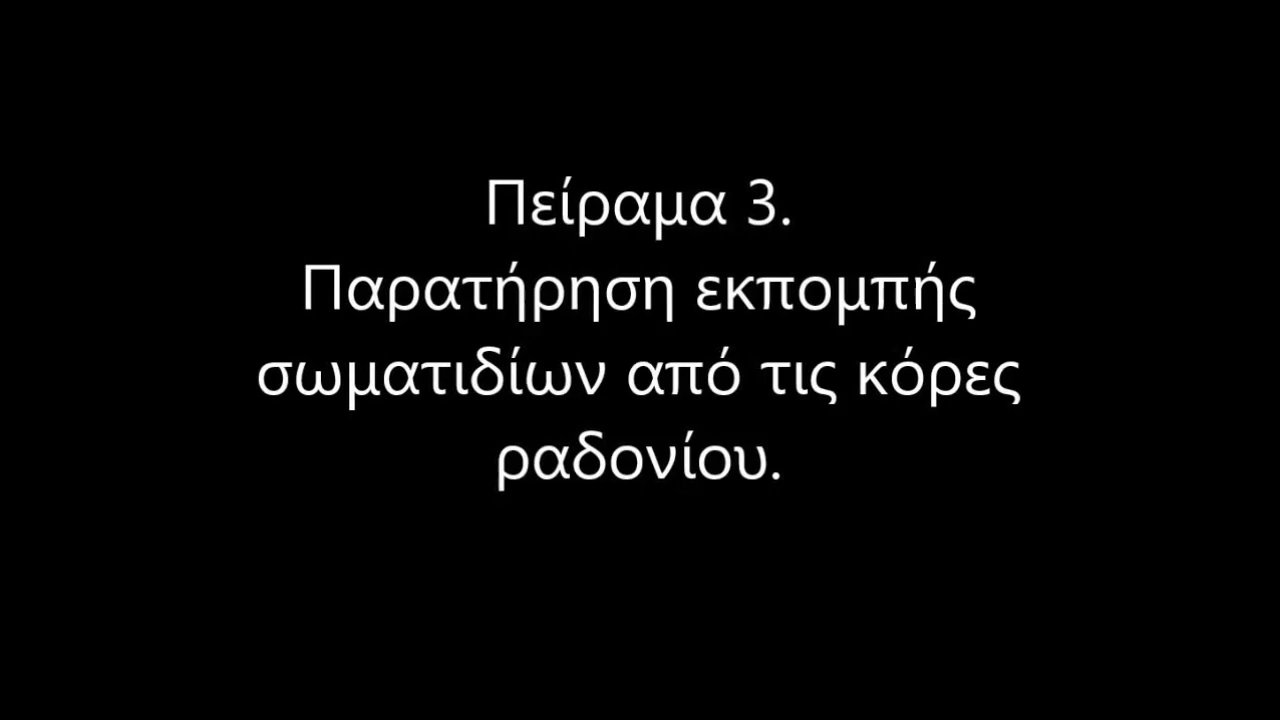 Πείραμα 3.
Παρατήρηση εκπομπής
σωματιδίων από τις κόρες
ραδονίου.